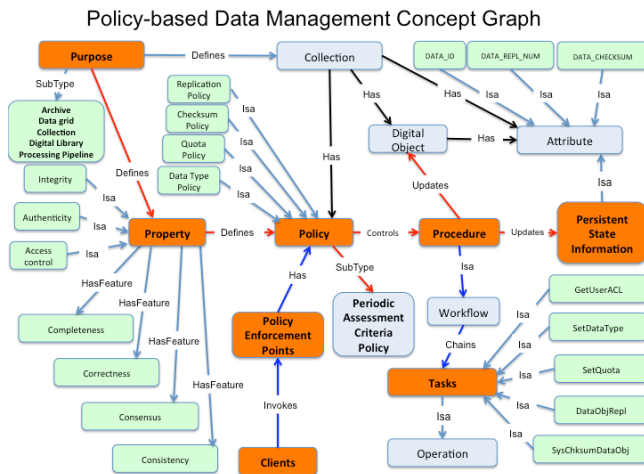 Policy-based Data Management Concept Graph
Purpose
Defines
Collection
DATA_ID
DATA_REPL_NUM
DATA_CHECKSUM
SubType
Replication
Policy
Isa
Isa
Isa
Isa
Archive
Data grid
Collection
Digital Library
Processing Pipeline
Checksum
Policy
Isa
Has
Has
Digital
Object
Has
Attribute
Quota
Policy
Isa
Has
Integrity
Isa
Defines
Data Type
Policy
Isa
Updates
Isa
Authenticity
Isa
Access
control
Isa
Property
Defines
Policy
Controls
Procedure
Updates
Persistent
State
Information
HasFeature
HasFeature
Has
SubType
Isa
GetUserACL
Completeness
HasFeature
Policy
Enforcement
Points
Periodic
Assessment
Criteria
Policy
Workflow
Isa
SetDataType
Correctness
HasFeature
Chains
Isa
SetQuota
Tasks
Isa
Consensus
Invokes
Isa
Isa
DataObjRepl
Consistency
Clients
Operation
Isa
SysChksumDataObj